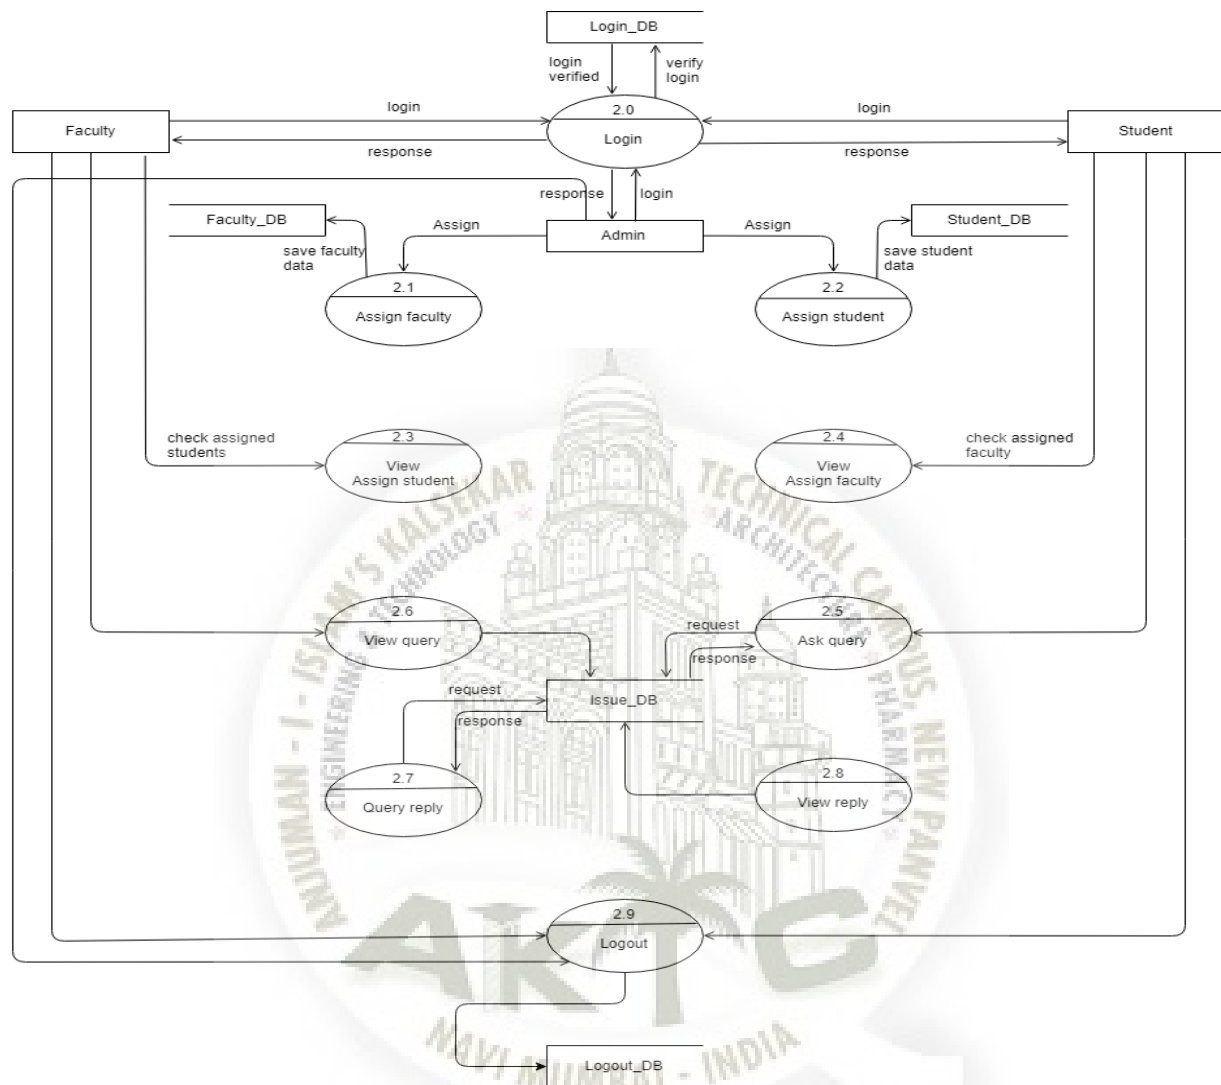 Login_DB
login
verified
verify
login
2.0
Login
Faculty
login
response
login
response
Student
response
login
Admin
Faculty_DB
save faculty
data
Assign
Assign
Student_DB
save student
data
2.1
Assign faculty
2.2
Assign student
check assigned
students
2.3
View
Assign student
2.4
View
Assign faculty
check assigned
faculty
2.6
View query
2.5
Ask query
request
response
request
response
Issue_DB
2.7
Query reply
2.8
View reply
2.9
Logout
Logout_DB
ANJUMAN - I - ISLAM'S KALSEKAR TECHNICAL CAMPUS, NEW PANVEL
ENGINEERING & TECHNOLOGY * ARCHITECTURE * PHARMACY
AKTC
NAVI MUMBAI - INDIA